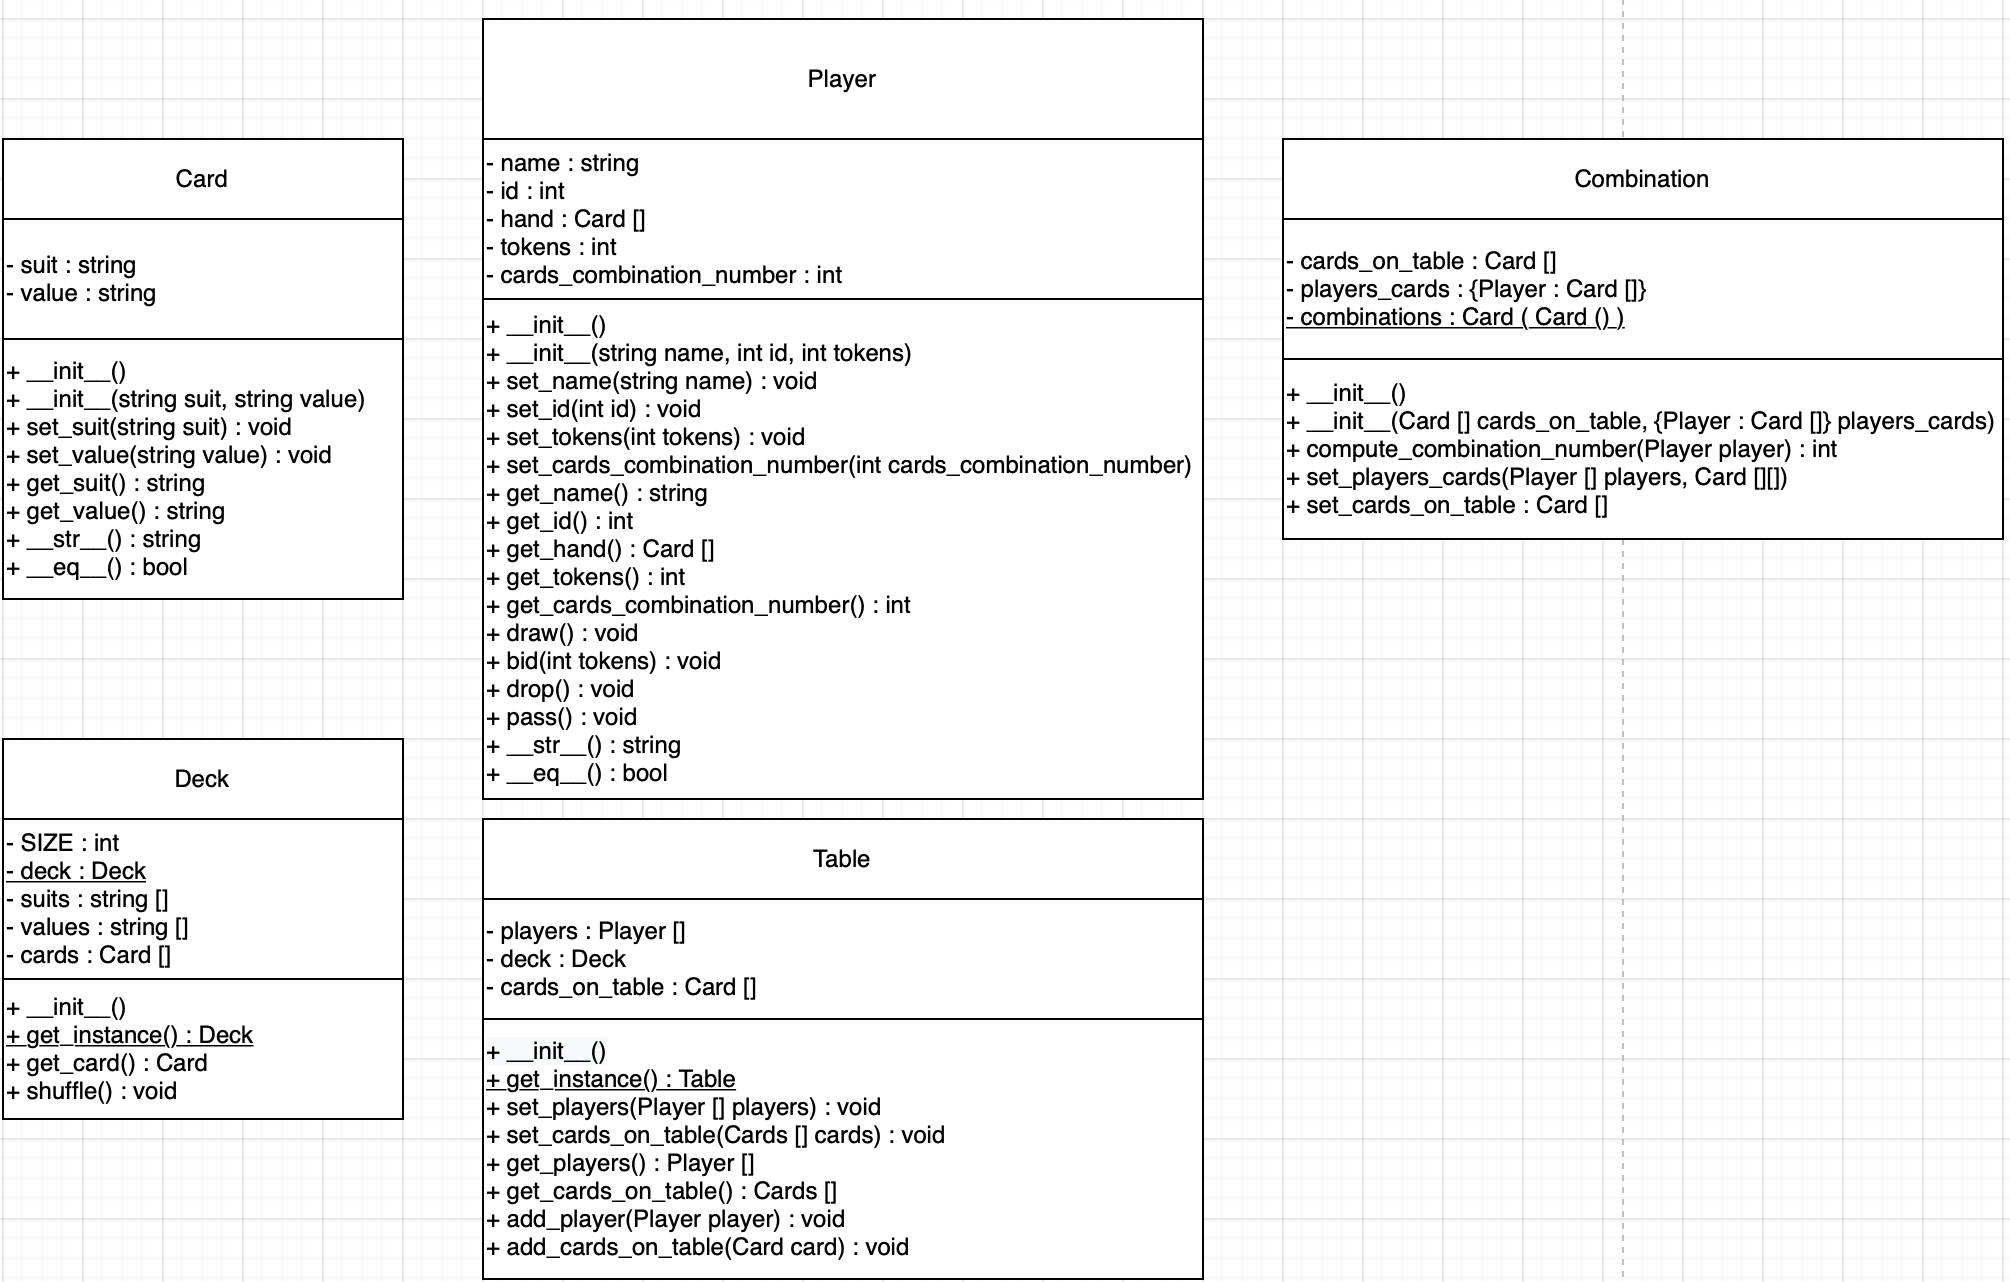 Player
- name : string
- id : int
- hand : Card []
- tokens : int
- cards_combination_number : int
+ __init__()
+ __init__(string name, int id, int tokens)
+ set_name(string name) : void
+ set_id(int id) : void
+ set_tokens(int tokens) : void
+ set_cards_combination_number(int cards_combination_number)
+ get_name() : string
+ get_id() : int
+ get_hand() : Card []
+ get_tokens() : int
+ get_cards_combination_number() : int
+ draw() : void
+ bid(int tokens) : void
+ drop() : void
+ pass() : void
+ __str__() : string
+ __eq__() : bool
Card
- suit : string
- value : string
+ __init__()
+ __init__(string suit, string value)
+ set_suit(string suit) : void
+ set_value(string value) : void
+ get_suit() : string
+ get_value() : string
+ __str__() : string
+ __eq__() : bool
Combination
- cards_on_table : Card []
- players_cards : {Player : Card []}
- combinations : Card ( Card () )
+ __init__()
+ __init__(Card [] cards_on_table, {Player : Card []} players_cards)
+ compute_combination_number(Player player) : int
+ set_players_cards(Player [] players, Card [][])
+ set_cards_on_table : Card []
Deck
- SIZE : int
- deck : Deck
- suits : string []
- values : string []
- cards : Card []
+ __init__()
+ get_instance() : Deck
+ get_card() : Card
+ shuffle() : void
Table
- players : Player []
- deck : Deck
- cards_on_table : Card []
+ __init__()
+ get_instance() : Table
+ set_players(Player [] players) : void
+ set_cards_on_table(Cards [] cards) : void
+ get_players() : Player []
+ get_cards_on_table() : Cards []
+ add_player(Player player) : void
+ add_cards_on_table(Card card) : void